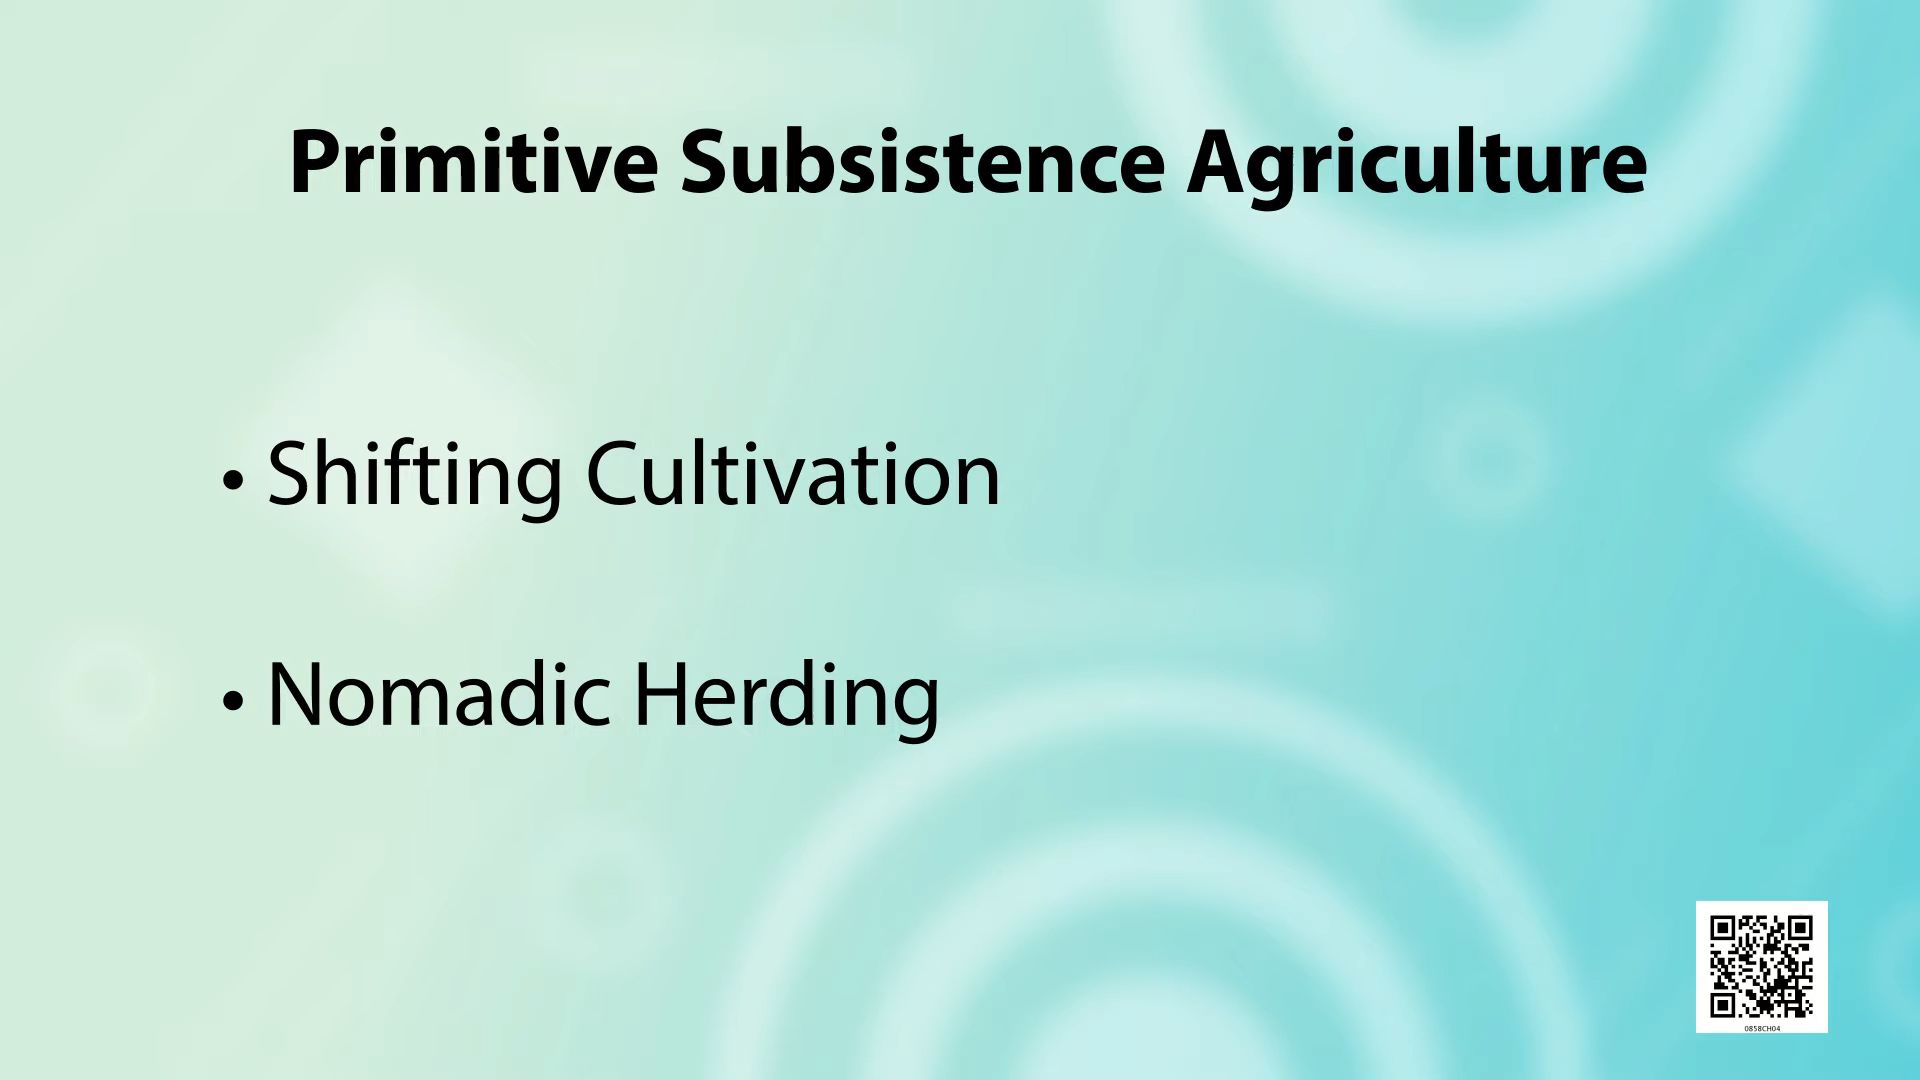 Primitive Subsistence Agriculture
• Shifting Cultivation
• Nomadic Herding
0858CH04